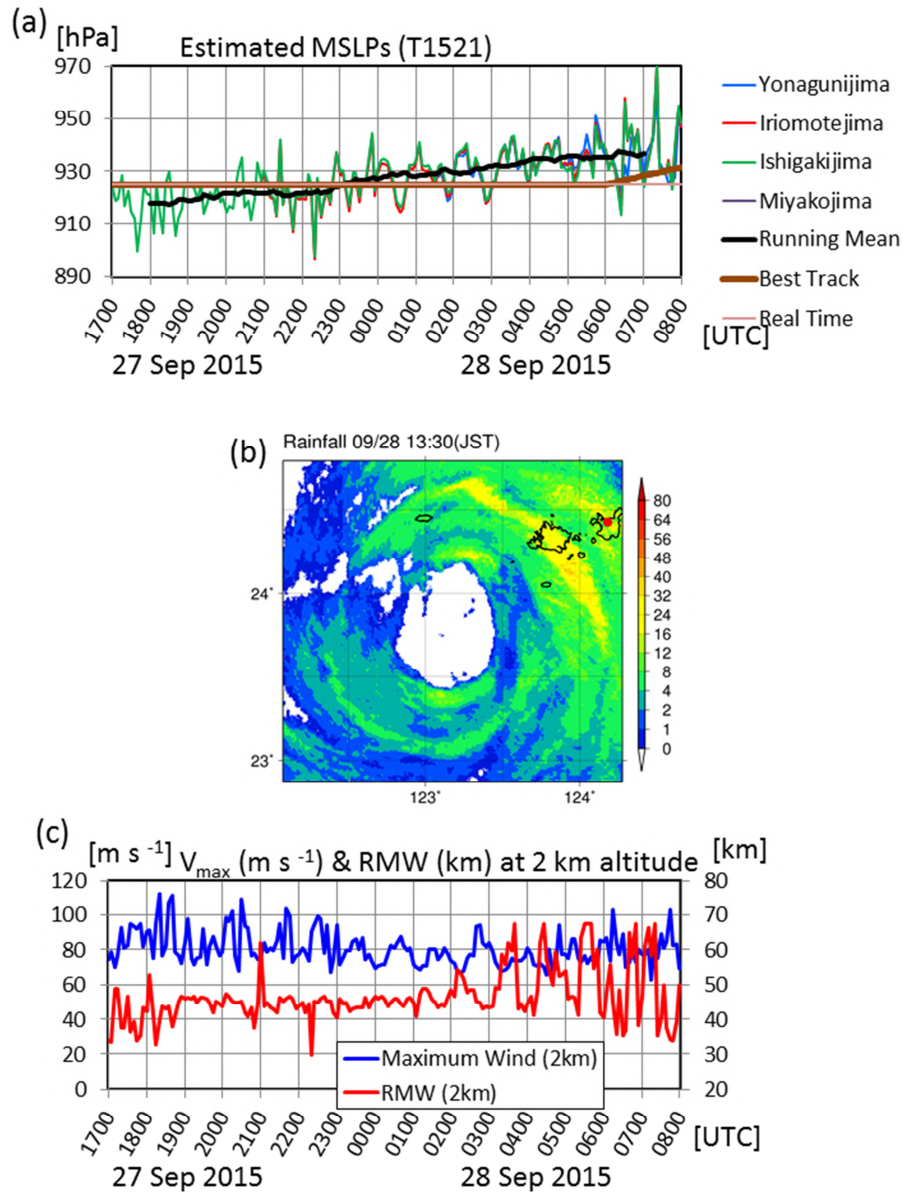 (a)
[hPa]
Estimated MSLPs (T1521)
970
950
930
910
890
1700
1800
1900
2000
2100
2200
2300
0000
0100
0200
0300
0400
0500
0600
0700
0800
[UTC]
27 Sep 2015
28 Sep 2015
Yonagunijima
Iriomotejima
Ishigakijima
Miyakojima
Running Mean
Best Track
Real Time
(b)
Rainfall 09/28 13:30(JST)
24°
23°
123°
124°
80
64
56
48
40
32
24
16
12
8
4
2
1
0
(c)
[m s -1]
Vmax (m s -1) & RMW (km) at 2 km altitude
[km]
120
100
80
60
40
20
0
80
70
60
50
40
30
20
Maximum Wind (2km)
RMW (2km)
1700
1800
1900
2000
2100
2200
2300
0000
0100
0200
0300
0400
0500
0600
0700
0800
[UTC]
27 Sep 2015
28 Sep 2015